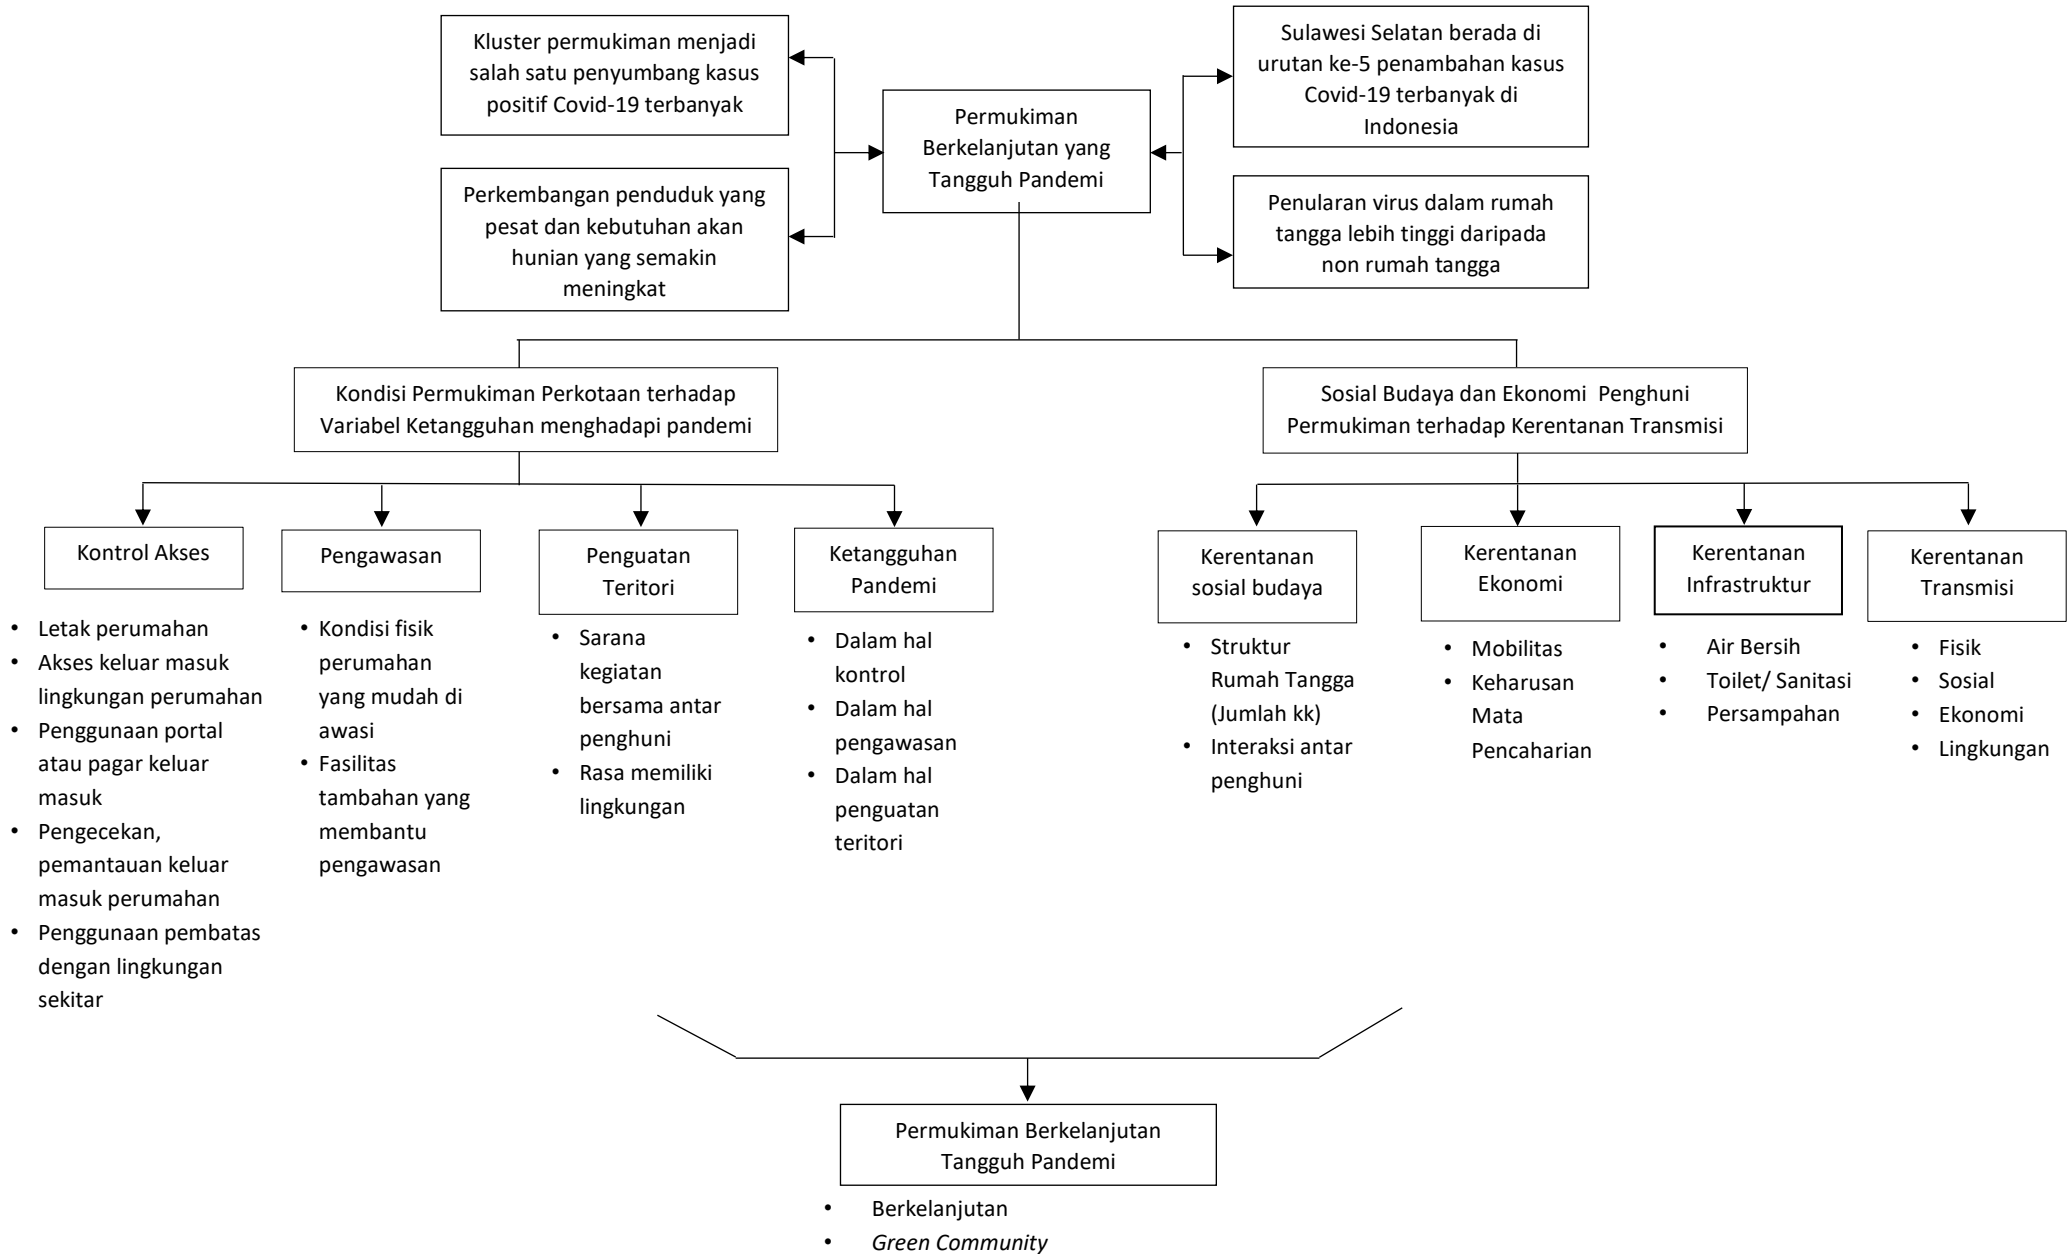 Kluster permukiman menjadi
salah satu penyumbang kasus
positif Covid-19 terbanyak
Sulawesi Selatan berada di
urutan ke-5 penambahan kasus
Covid-19 terbanyak di
Indonesia
Permukiman
Berkelanjutan yang
Tangguh Pandemi
Perkembangan penduduk yang
pesat dan kebutuhan akan
hunian yang semakin
meningkat
Penularan virus dalam rumah
tangga lebih tinggi daripada
non rumah tangga
Kondisi Permukiman Perkotaan terhadap
Variabel Ketangguhan menghadapi pandemi
Sosial Budaya dan Ekonomi Penghuni
Permukiman terhadap Kerentanan Transmisi
Kontrol Akses
• Letak perumahan
• Akses keluar masuk
lingkungan perumahan
• Penggunaan portal
atau pagar keluar
masuk
• Pengecekan,
pemantauan keluar
masuk perumahan
• Penggunaan pembatas
dengan lingkungan
sekitar
Pengawasan
• Kondisi fisik
perumahan
yang mudah di
awasi
• Fasilitas
tambahan yang
membantu
pengawasan
Penguatan
Teritori
• Sarana
kegiatan
bersama antar
penghuni
• Rasa memiliki
lingkungan
Ketangguhan
Pandemi
• Dalam hal
kontrol
• Dalam hal
pengawasan
• Dalam hal
penguatan
teritori
Kerentanan
sosial budaya
• Struktur
Rumah Tangga
(Jumlah kk)
• Interaksi antar
penghuni
Kerentanan
Ekonomi
• Mobilitas
• Keharusan
Mata
Pencaharian
Kerentanan
Infrastruktur
• Air Bersih
• Toilet/ Sanitasi
• Persampahan
Kerentanan
Transmisi
• Fisik
• Sosial
• Ekonomi
• Lingkungan
Permukiman Berkelanjutan
Tangguh Pandemi
• Berkelanjutan
• Green Community